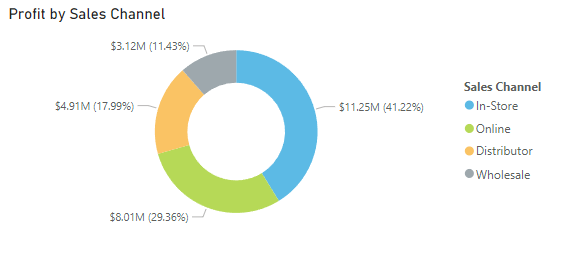 Profit by Sales Channel
$3.12M (11.43%)
$4.91M (17.99%)
$11.25M (41.22%)
$8.01M (29.36%)
Sales Channel
In-Store
Online
Distributor
Wholesale